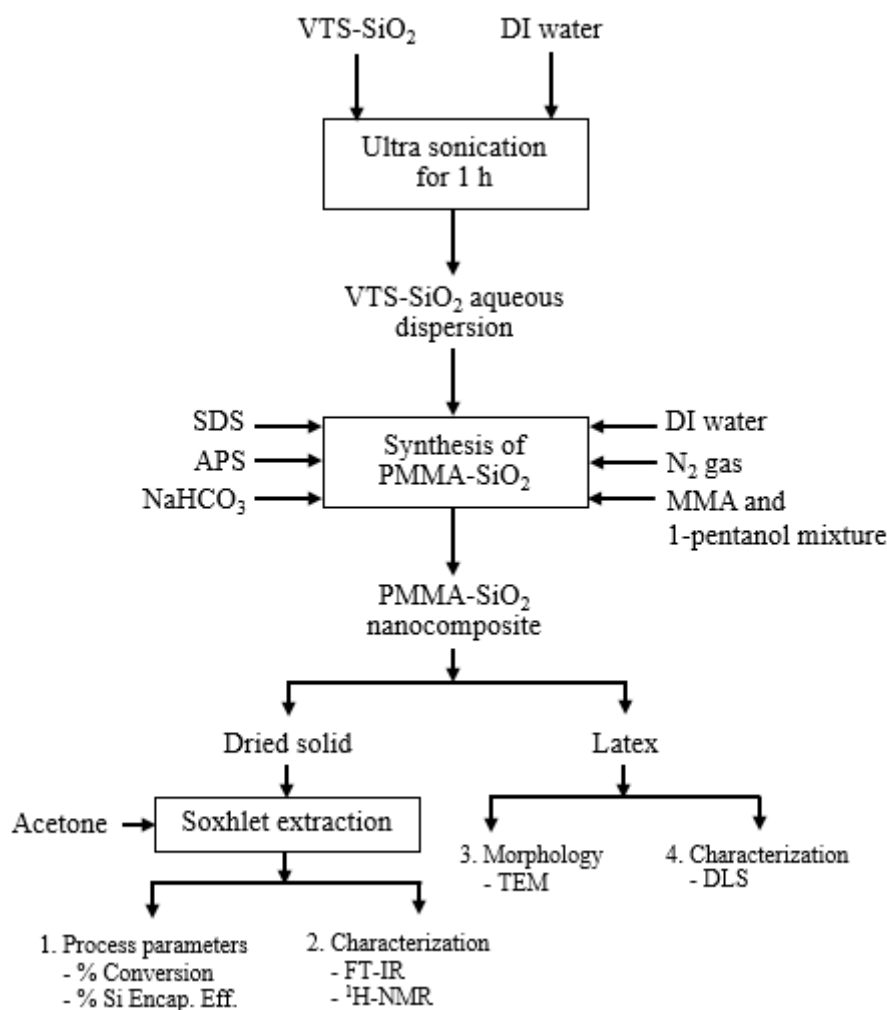 VTS-SiO₂
DI water
Ultra sonication
for 1 h
VTS-SiO₂ aqueous
dispersion
SDS
APS
NaHCO₃
Synthesis of
PMMA-SiO₂
DI water
N₂ gas
MMA and
1-pentanol mixture
PMMA-SiO₂
nanocomposite
Dried solid
Latex
Acetone
Soxhlet extraction
3. Morphology
- TEM
4. Characterization
- DLS
1. Process parameters
- % Conversion
- % Si Encap. Eff.
2. Characterization
- FT-IR
- ¹H-NMR